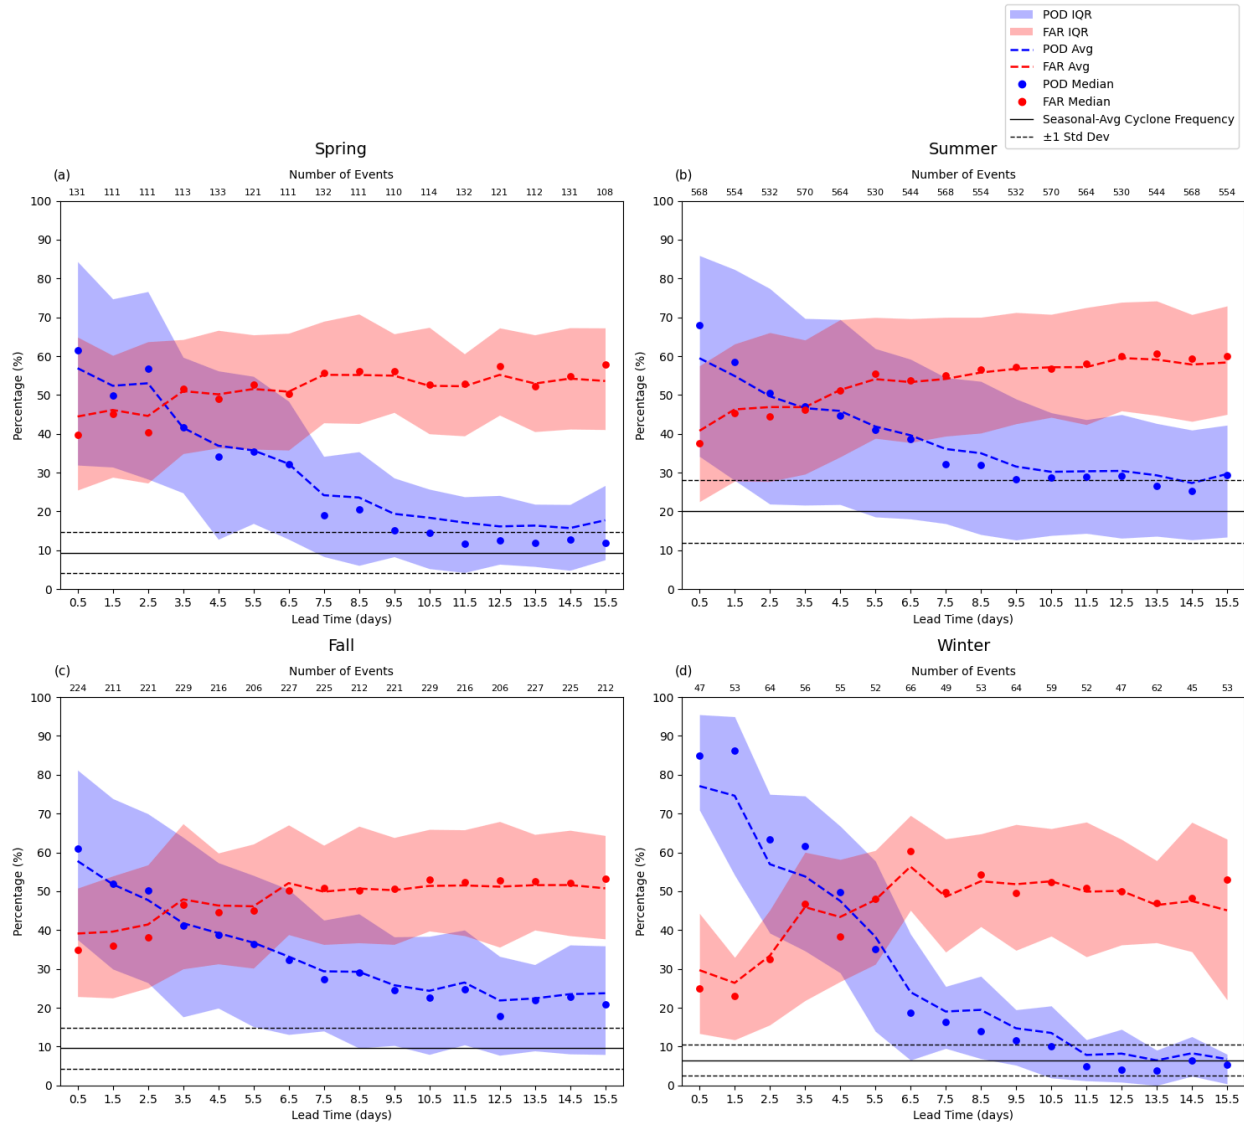 POD IQR
FAR IQR
POD Avg
FAR Avg
POD Median
FAR Median
Seasonal-Avg Cyclone Frequency
±1 Std Dev
Spring
(a) Number of Events
131 111 111 113 133 121 111 132 111 110 114 132 121 112 131 108
100
90
80
70
60
50
40
30
20
10
0
Percentage (%)
0.5 1.5 2.5 3.5 4.5 5.5 6.5 7.5 8.5 9.5 10.5 11.5 12.5 13.5 14.5 15.5
Lead Time (days)
Summer
(b) Number of Events
568 554 532 570 564 530 544 568 554 532 570 564 530 544 568 554
100
90
80
70
60
50
40
30
20
10
0
Percentage (%)
0.5 1.5 2.5 3.5 4.5 5.5 6.5 7.5 8.5 9.5 10.5 11.5 12.5 13.5 14.5 15.5
Lead Time (days)
Fall
(c) Number of Events
224 211 221 229 216 206 227 225 212 221 229 216 206 227 225 212
100
90
80
70
60
50
40
30
20
10
0
Percentage (%)
0.5 1.5 2.5 3.5 4.5 5.5 6.5 7.5 8.5 9.5 10.5 11.5 12.5 13.5 14.5 15.5
Lead Time (days)
Winter
(d) Number of Events
47 53 64 56 55 52 66 49 53 64 59 52 47 62 45 53
100
90
80
70
60
50
40
30
20
10
0
Percentage (%)
0.5 1.5 2.5 3.5 4.5 5.5 6.5 7.5 8.5 9.5 10.5 11.5 12.5 13.5 14.5 15.5
Lead Time (days)